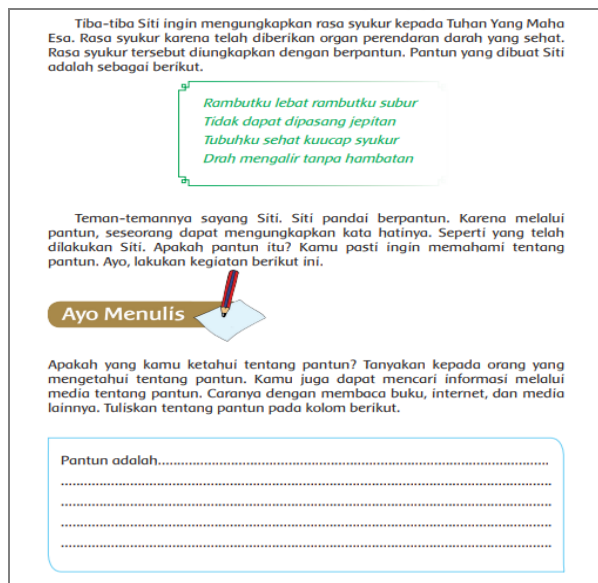 Tiba-tiba Siti ingin mengungkapkan rasa syukur kepada Tuhan Yang Maha
Esa. Rasa syukur karena telah diberikan organ perendaran darah yang sehat.
Rasa syukur tersebut diungkapkan dengan berpantun. Pantun yang dibuat Siti
adalah sebagai berikut.
Rambutku lebat rambutku subur
Tidak dapat dipasang jepitan
Tubuhku sehat kuucap syukur
Drah mengalir tanpa hambatan
Teman-temannya sayang Siti. Siti pandai berpantun. Karena melalui
pantun, seseorang dapat mengungkapkan kata hatinya. Seperti yang telah
dilakukan Siti. Apakah pantun itu? Kamu pasti ingin memahami tentang
pantun. Ayo, lakukan kegiatan berikut ini.
Ayo Menulis
Apakah yang kamu ketahui tentang pantun? Tanyakan kepada orang yang
mengetahui tentang pantun. Kamu juga dapat mencari informasi melalui
media tentang pantun. Caranya dengan membaca buku, internet, dan media
lainnya. Tuliskan tentang pantun pada kolom berikut.
Pantun adalah..........................................................................................